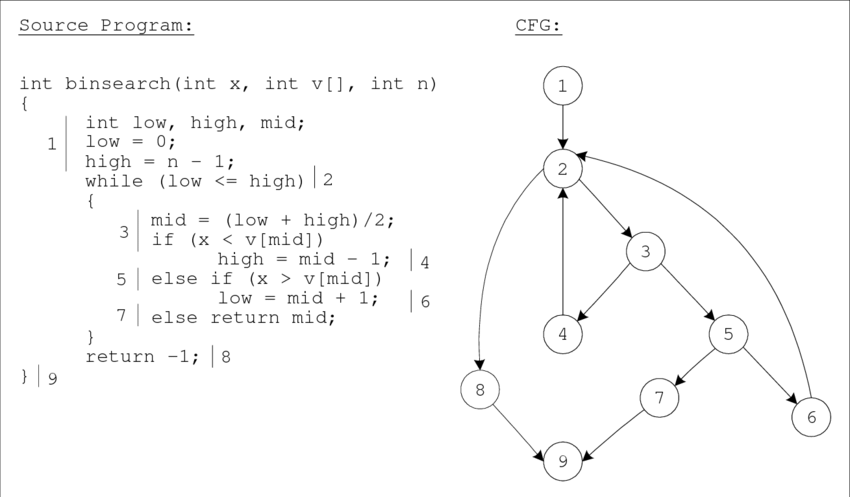 Source Program:
int binsearch(int x, int v[], int n)
{
int low, high, mid;
1
low = 0;
high = n - 1;
while (low <= high) 2
{
mid = (low + high)/2;
3
if (x < v[mid])
high = mid - 1; 4
5 else if (x > v[mid])
low = mid + 1; 6
7 else return mid;
}
return -1; 8
} 9
CFG:
1
2
3
4
5
8
7
6
9